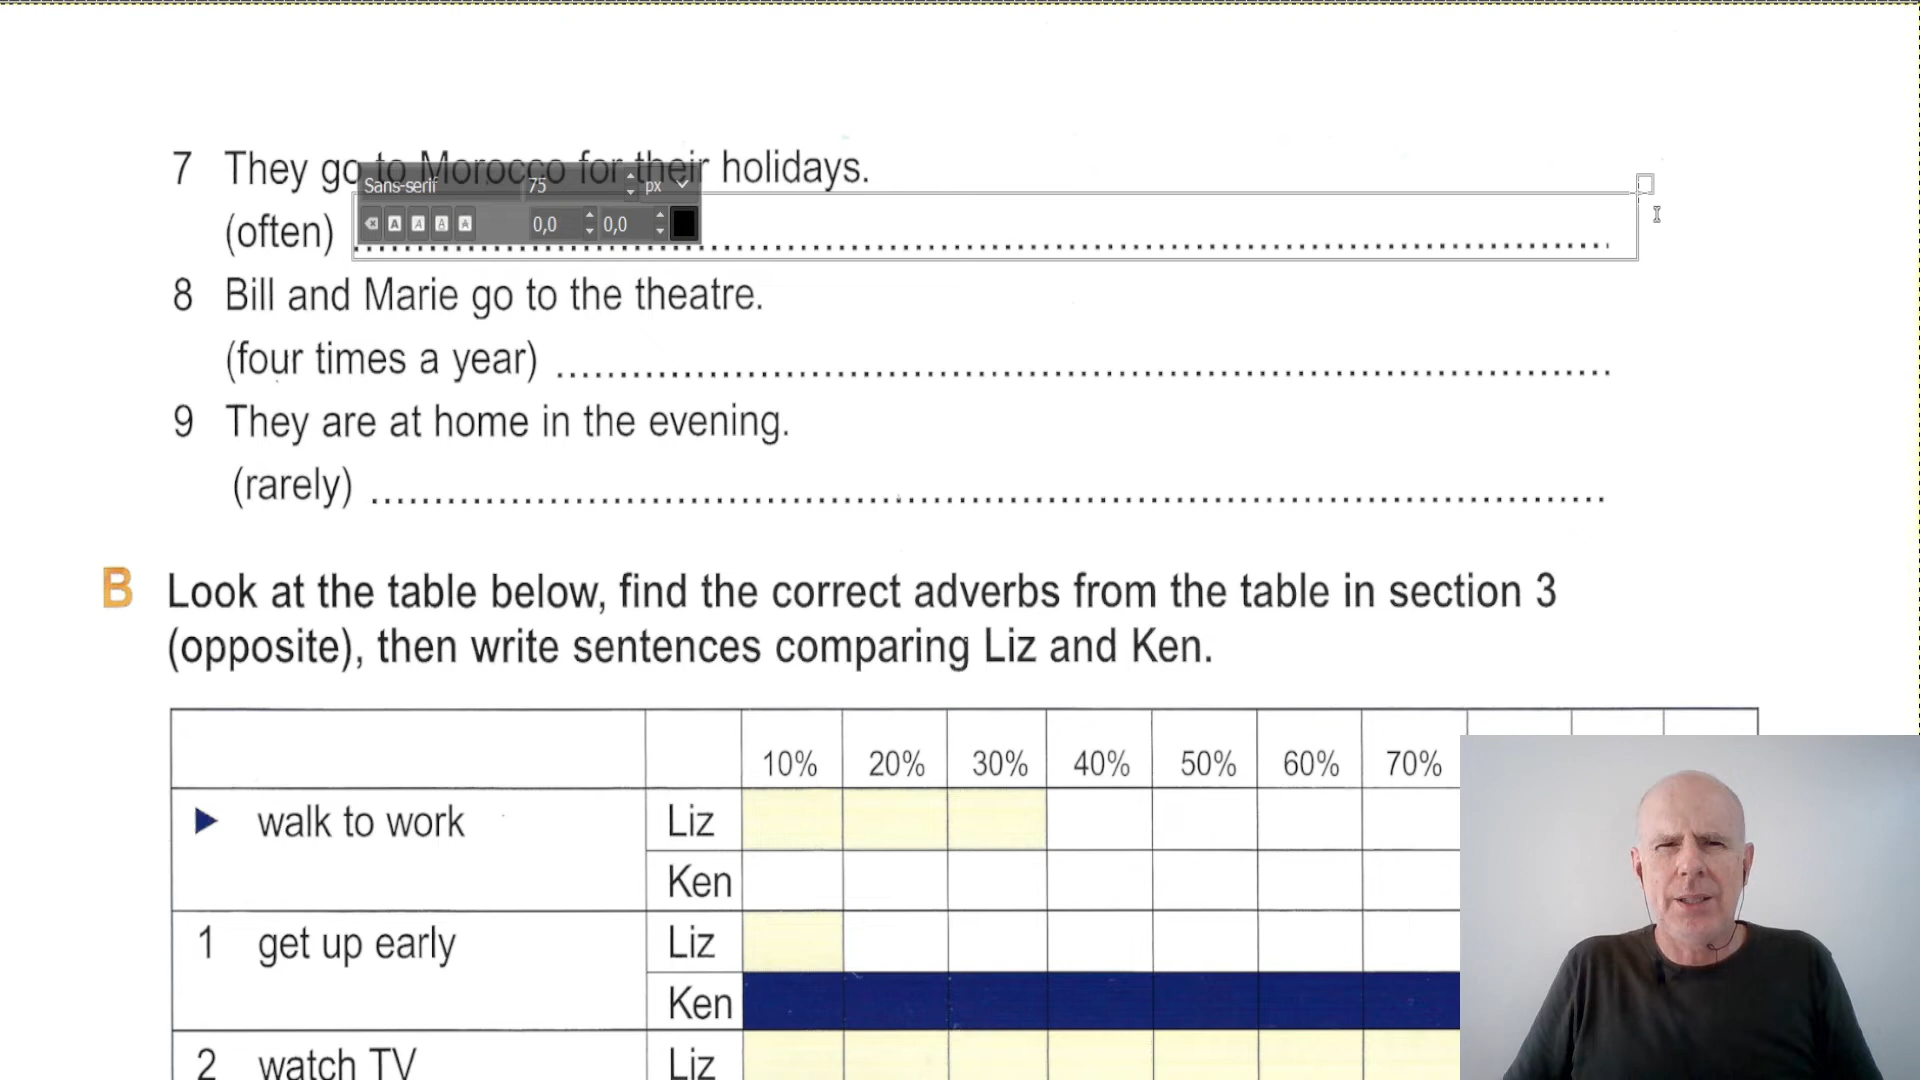 7 They go to Morocco for their holidays.
Sans-serif 75 px
0,0 0,0
(often) ........................................
8 Bill and Marie go to the theatre.
(four times a year) ........................................
9 They are at home in the evening.
(rarely) ........................................
B Look at the table below, find the correct adverbs from the table in section 3
(opposite), then write sentences comparing Liz and Ken.
10% 20% 30% 40% 50% 60% 70%
walk to work Liz
Ken
1 get up early Liz
Ken
2 watch TV Liz